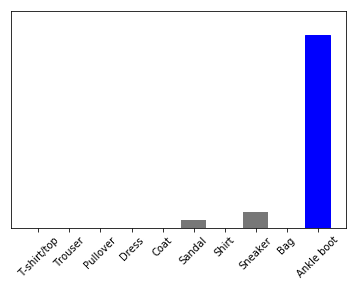 T-shirt/top
Trouser
Pullover
Dress
Coat
Sandal
Shirt
Sneaker
Bag
Ankle boot